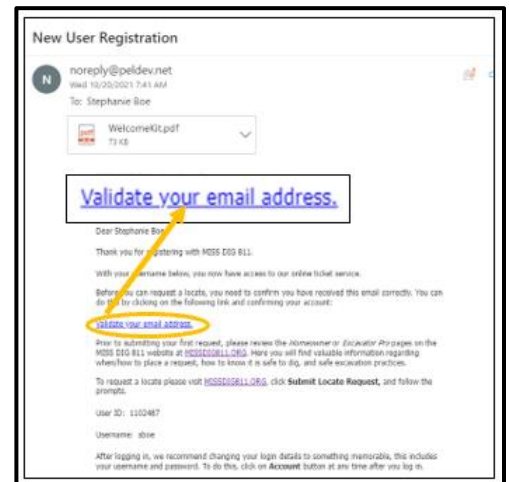 New User Registration
N
noreply@peldev.net
Wed 10/20/2021 7:41 AM
To: Stephanie Boe
WelcomeKit.pdf
73 KB
Validate your email address.
Dear Stephanie Boe
Thank you for registering with MISS DIG 811.
With your username below, you now have access to our online ticket service.
Before you can request a locate, you need to confirm you have received this email correctly. You can
do this by clicking on the following link and confirming your account:
Validate your email address.
Prior to submitting your first request, please review the Homeowner or Excavator Pro pages on the
MISS DIG 811 website at MISSDIG811.ORG. Here you will find valuable information regarding
when/how to place a request, how to know it is safe to dig, and safe excavation practices.
To request a locate please visit MISSDIG811.ORG, click Submit Locate Request, and follow the
prompts.
User ID: 1102487
Username: sboe
After logging in, we recommend changing your login details to something memorable, this includes
your username and password. To do this, click on Account button at any time after you log in.